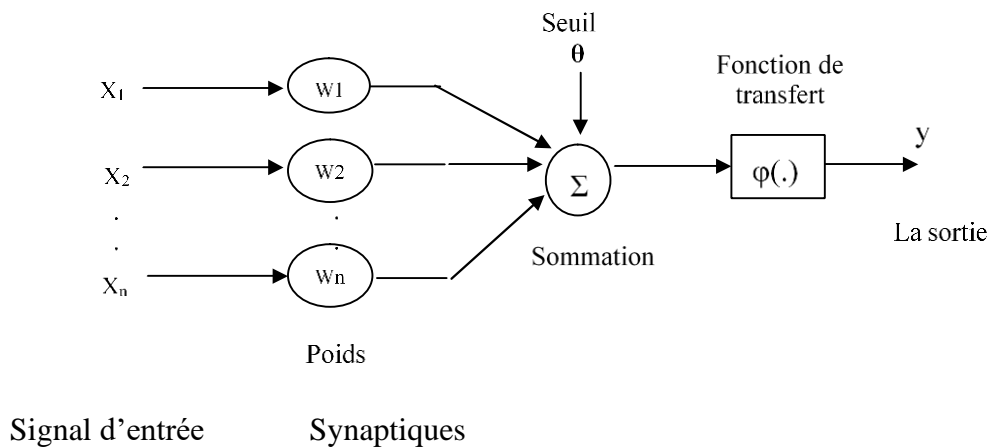 Seuil
θ
Fonction de
transfert
X1
W1
X2
W2
Σ
φ(.)
y
.
.
.
.
Xn
Wn
Sommation
La sortie
Poids
Signal d’entrée
Synaptiques